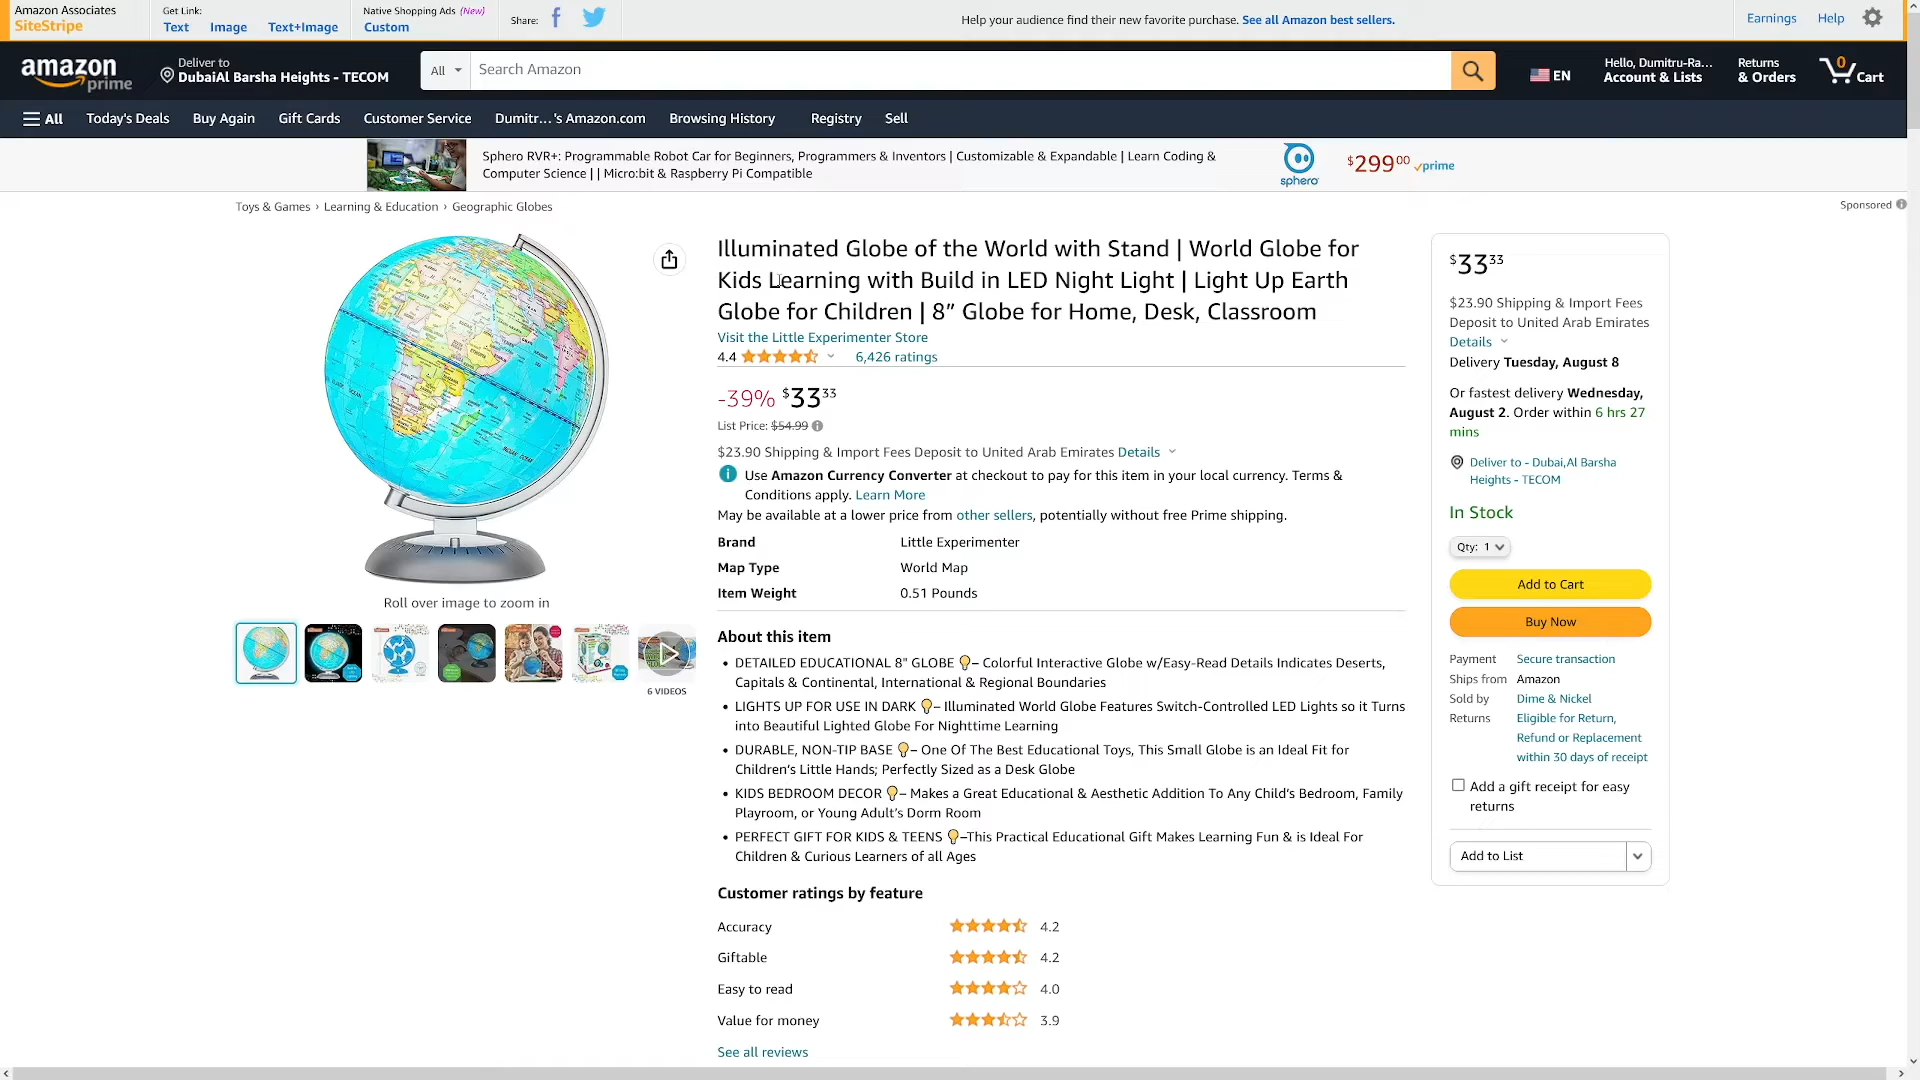 Amazon Associates
SiteStripe
Get Link:
Text Image Text+Image
Native Shopping Ads (New)
Custom
Share:
Help your audience find their new favorite purchase. See all Amazon best sellers.
Earnings Help
amazon
prime
Deliver to
DubaiAl Barsha Heights - TECOM
All
Search Amazon
EN
Hello, Dumitru-Ra...
Account & Lists
Returns
& Orders
0
Cart
All Today's Deals Buy Again Gift Cards Customer Service Dumitr...'s Amazon.com Browsing History Registry Sell
Sphero RVR+: Programmable Robot Car for Beginners, Programmers & Inventors | Customizable & Expandable | Learn Coding &
Computer Science | | Micro:bit & Raspberry Pi Compatible
sphero
$29900 prime
Toys & Games › Learning & Education › Geographic Globes
Sponsored
Roll over image to zoom in
6 VIDEOS
Illuminated Globe of the World with Stand | World Globe for
Kids Learning with Build in LED Night Light | Light Up Earth
Globe for Children | 8” Globe for Home, Desk, Classroom
Visit the Little Experimenter Store
4.4 6,426 ratings
-39% $3333
List Price: $54.99
$23.90 Shipping & Import Fees Deposit to United Arab Emirates Details
Use Amazon Currency Converter at checkout to pay for this item in your local currency. Terms &
Conditions apply. Learn More
May be available at a lower price from other sellers, potentially without free Prime shipping.
Brand Little Experimenter
Map Type World Map
Item Weight 0.51 Pounds
About this item
• DETAILED EDUCATIONAL 8" GLOBE 💡– Colorful Interactive Globe w/Easy-Read Details Indicates Deserts,
Capitals & Continental, International & Regional Boundaries
• LIGHTS UP FOR USE IN DARK 💡– Illuminated World Globe Features Switch-Controlled LED Lights so it Turns
into Beautiful Lighted Globe For Nighttime Learning
• DURABLE, NON-TIP BASE 💡– One Of The Best Educational Toys, This Small Globe is an Ideal Fit for
Children’s Little Hands; Perfectly Sized as a Desk Globe
• KIDS BEDROOM DECOR 💡– Makes a Great Educational & Aesthetic Addition To Any Child’s Bedroom, Family
Playroom, or Young Adult’s Dorm Room
• PERFECT GIFT FOR KIDS & TEENS 💡–This Practical Educational Gift Makes Learning Fun & is Ideal For
Children & Curious Learners of all Ages
Customer ratings by feature
Accuracy 4.2
Giftable 4.2
Easy to read 4.0
Value for money 3.9
See all reviews
$3333
$23.90 Shipping & Import Fees
Deposit to United Arab Emirates
Details
Delivery Tuesday, August 8
Or fastest delivery Wednesday,
August 2. Order within 6 hrs 27
mins
Deliver to - Dubai,Al Barsha
Heights - TECOM
In Stock
Qty: 1
Add to Cart
Buy Now
Payment Secure transaction
Ships from Amazon
Sold by Dime & Nickel
Returns Eligible for Return,
Refund or Replacement
within 30 days of receipt
Add a gift receipt for easy
returns
Add to List